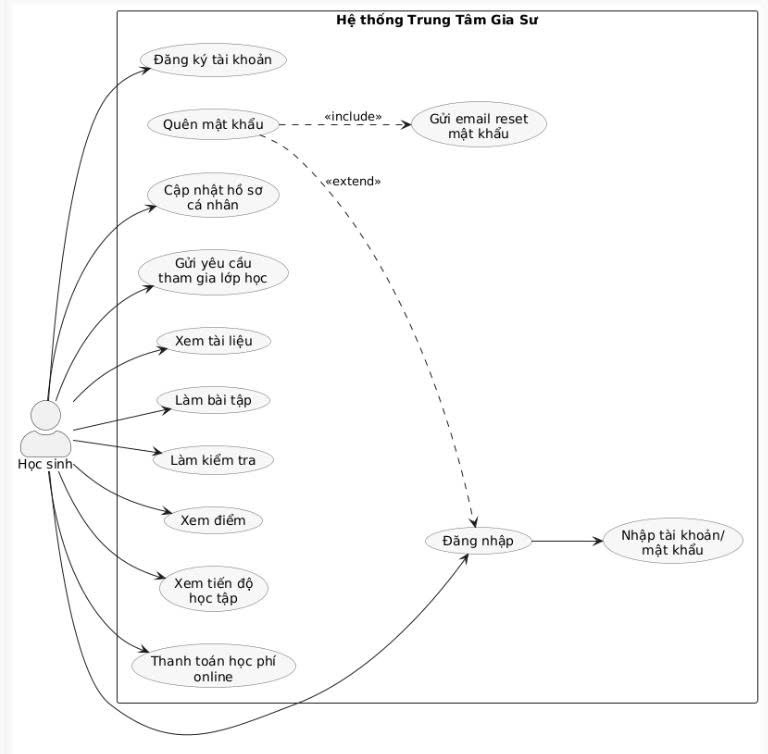 Hệ thống Trung Tâm Gia Sư
Đăng ký tài khoản
Quên mật khẩu
«include»
Gửi email reset
mật khẩu
«extend»
Cập nhật hồ sơ
cá nhân
Gửi yêu cầu
tham gia lớp học
Xem tài liệu
Làm bài tập
Học sinh
Làm kiểm tra
Xem điểm
Đăng nhập
Nhập tài khoản/
mật khẩu
Xem tiến độ
học tập
Thanh toán học phí
online